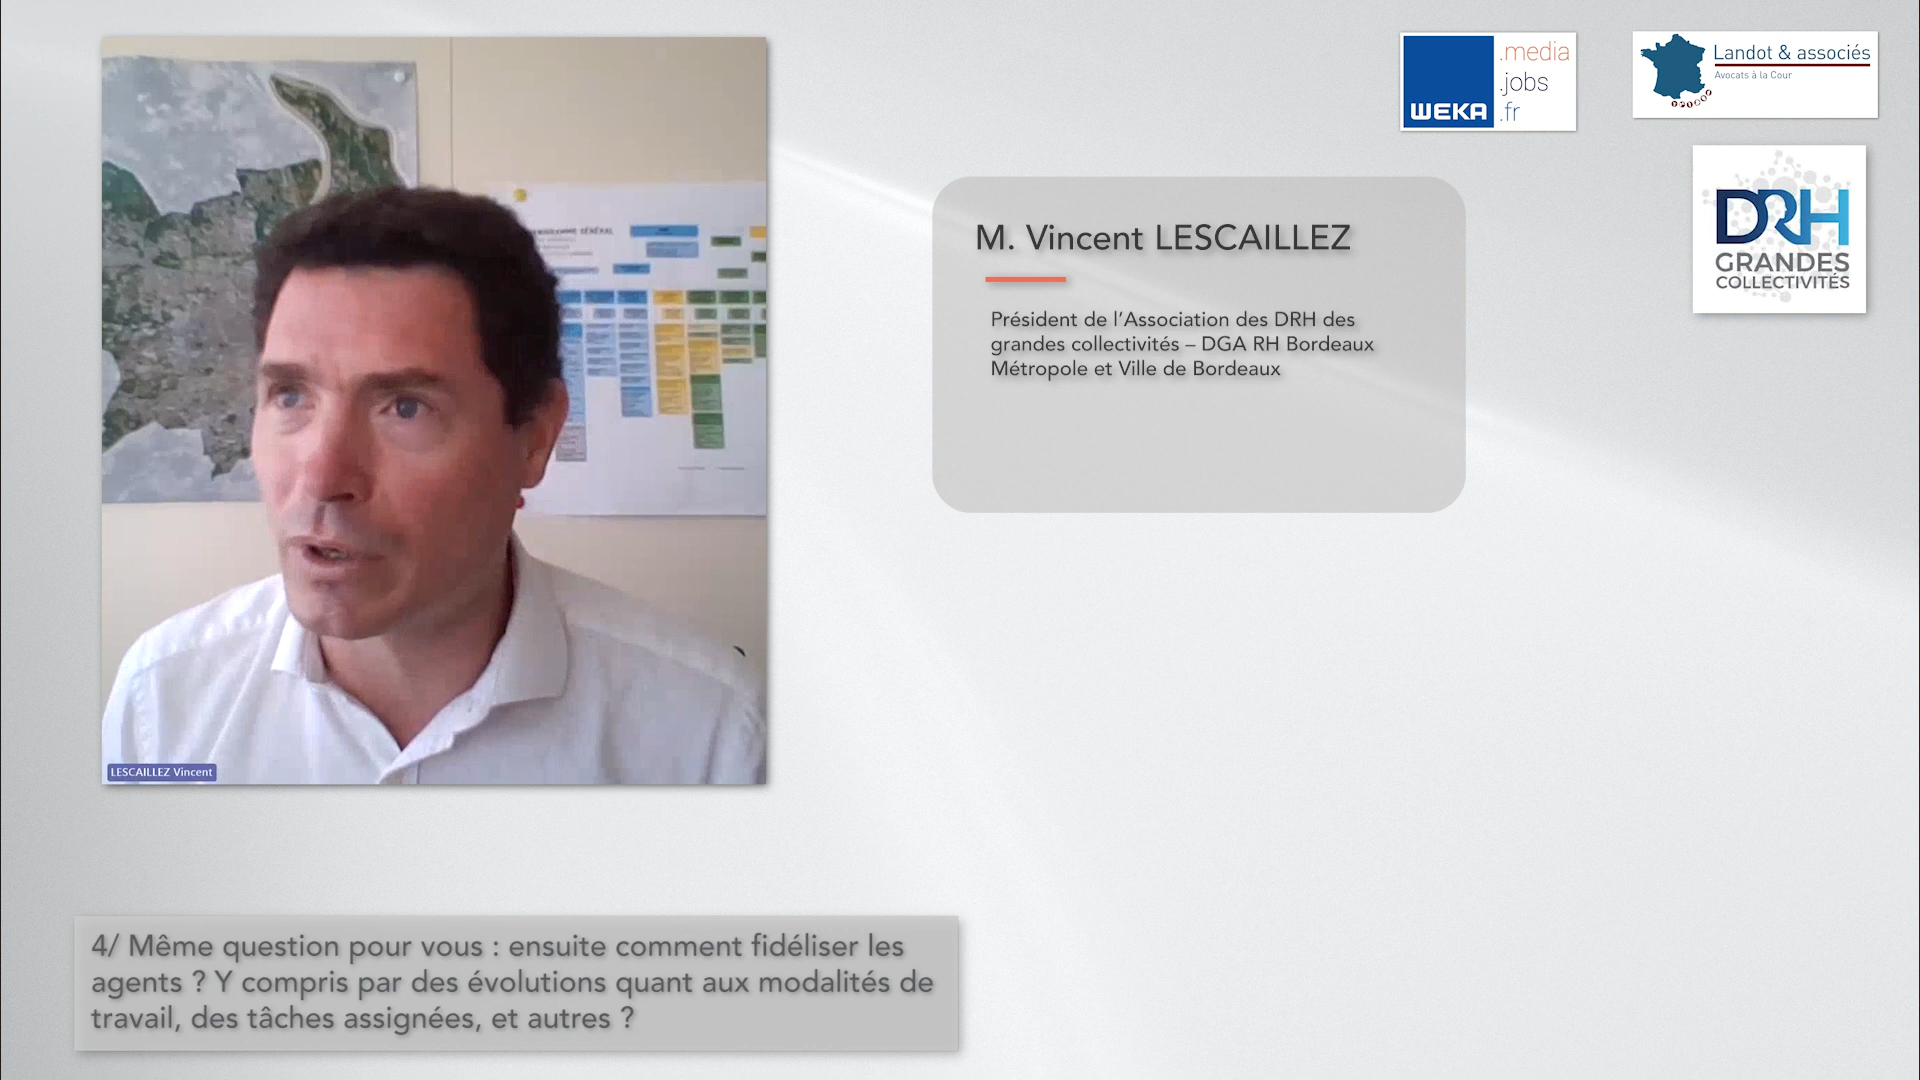 .media
.jobs
.fr
WEKA
Landot & associés
Avocats à la Cour
DRH
GRANDES
COLLECTIVITÉS
M. Vincent LESCAILLEZ
Président de l'Association des DRH des
grandes collectivités – DGA RH Bordeaux
Métropole et Ville de Bordeaux
LESCAILLEZ Vincent
4/ Même question pour vous : ensuite comment fidéliser les
agents ? Y compris par des évolutions quant aux modalités de
travail, des tâches assignées, et autres ?